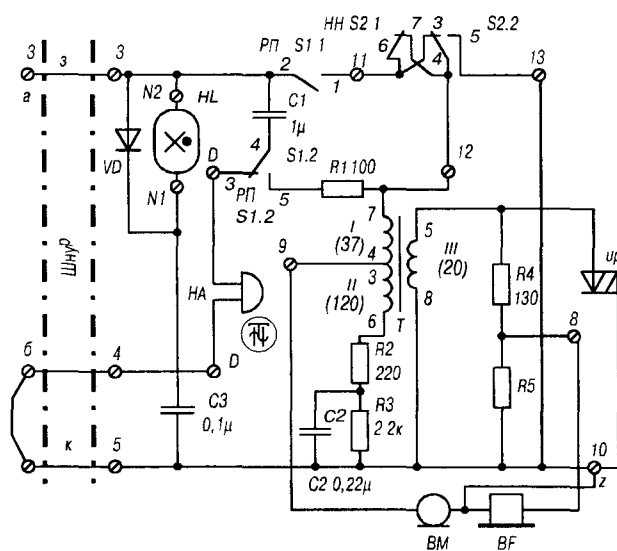 НН S2 1 7 3 S2.2
6 4 5
РП S1 1
3 з 3 2 1 11 13
а
N2 HL C1
1μ
VD 4 12
D S1.2
N1 3 РП 5 R1 100
S1.2
Шнур
I 7 5
(37) III
9 4 (20) R4
3 130
II 8
(120) 8
HA 6 T
R2
220 R5
б 4 D
C3 R3
0,1μ C2 2 2к
к 5 10
C2 0,22μ z
BM BF